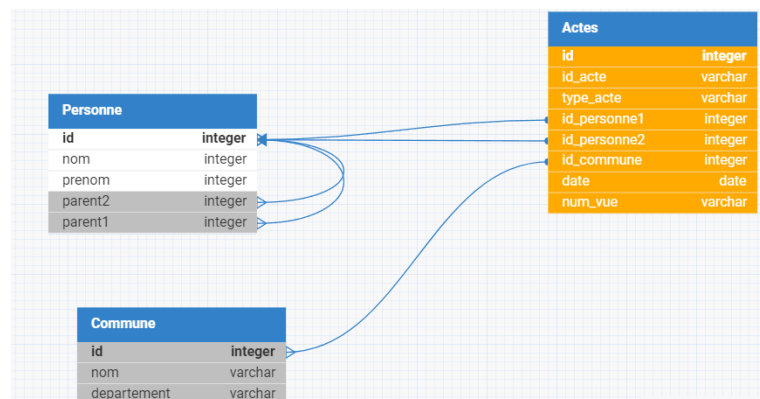 Actes
id integer
id_acte varchar
type_acte varchar
id_personne1 integer
id_personne2 integer
id_commune integer
date date
num_vue varchar
Personne
id integer
nom integer
prenom integer
parent2 integer
parent1 integer
Commune
id integer
nom varchar
departement varchar